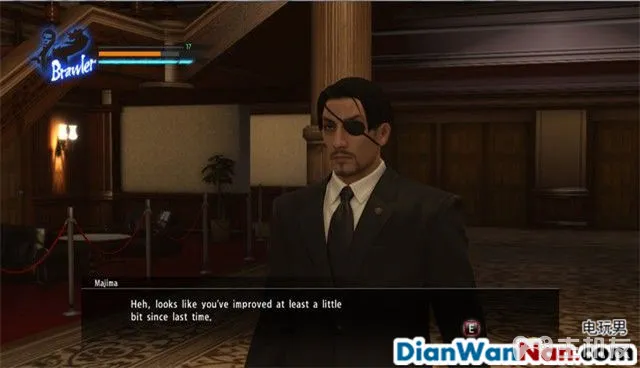 17
Brawler
Majima
Heh, looks like you've improved at least a little
bit since last time.
E
电玩男
DianWanNan.com